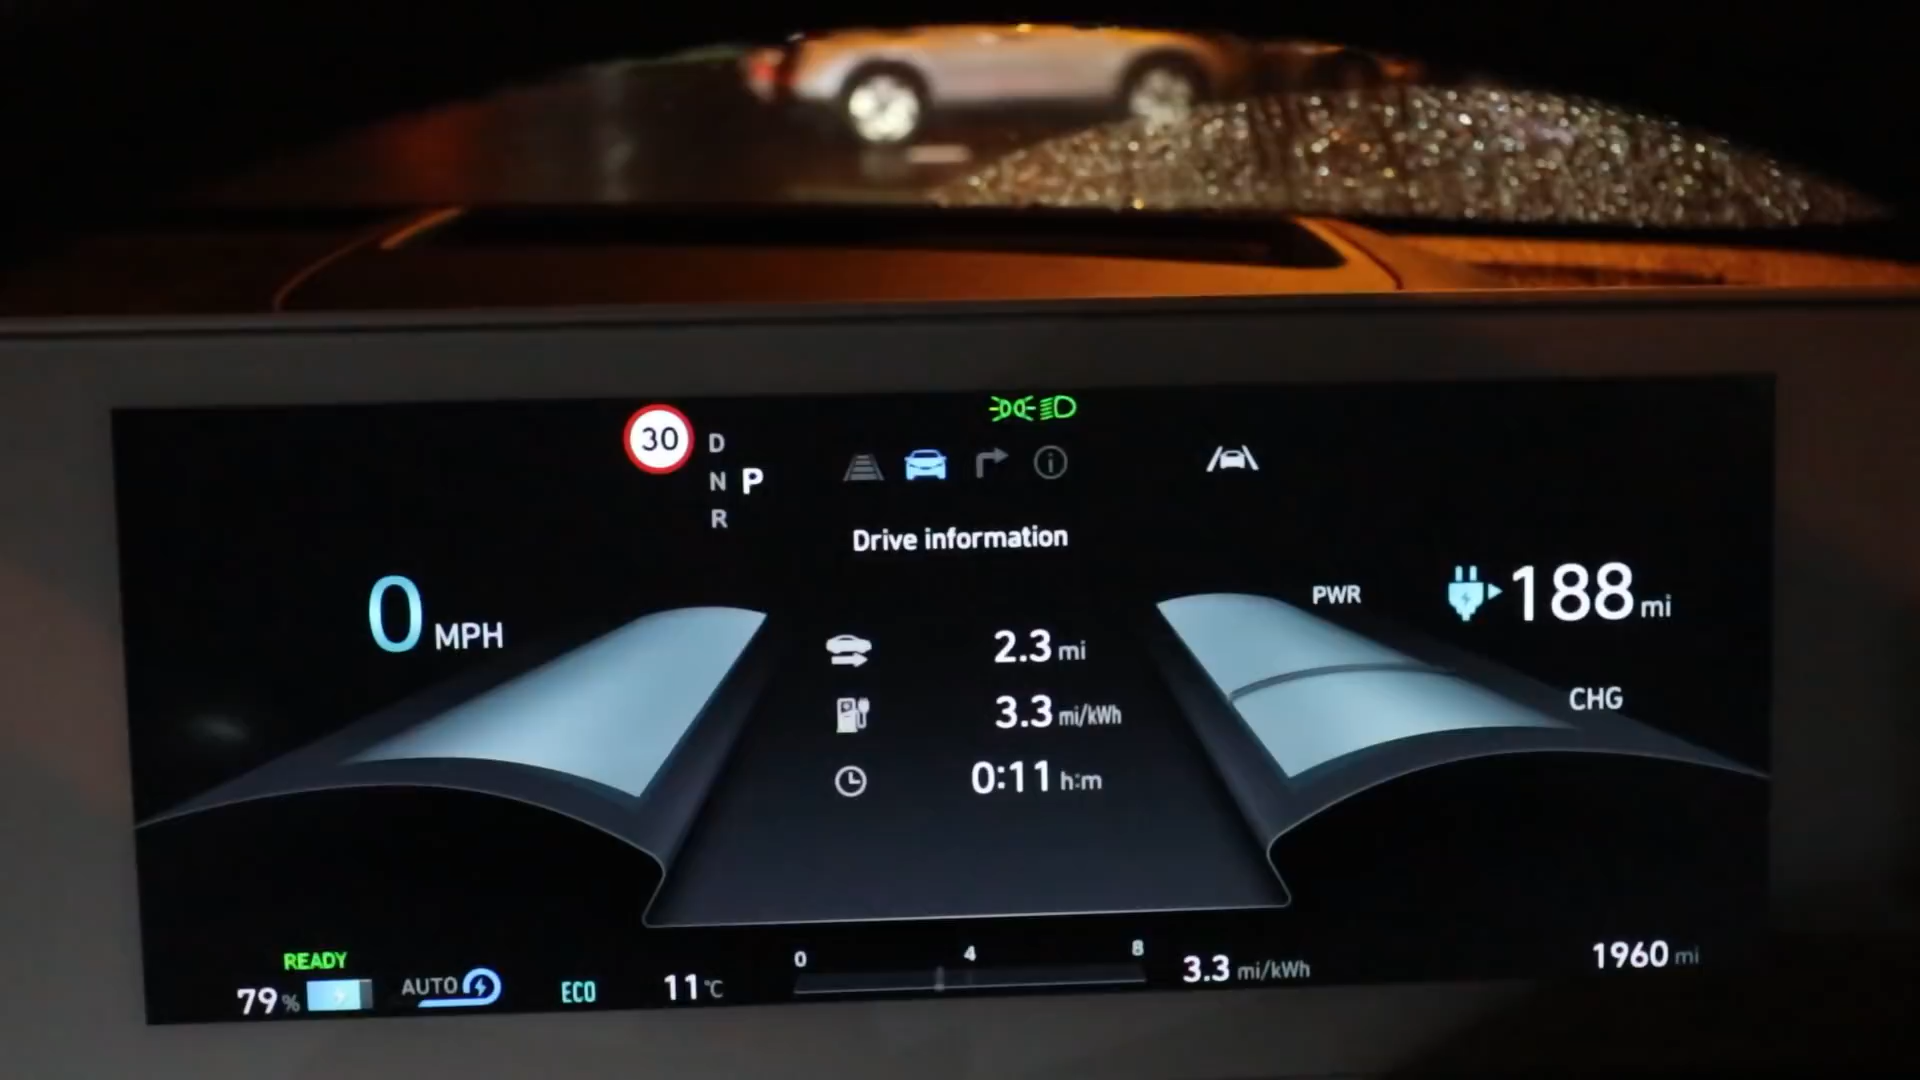 30
D
N P
R
Drive information
0 MPH
2.3 mi
3.3 mi/kWh
0:11 h:m
PWR
188 mi
CHG
READY
79 %
AUTO
ECO
11 °C
0 4 8
3.3 mi/kWh
1960 mi